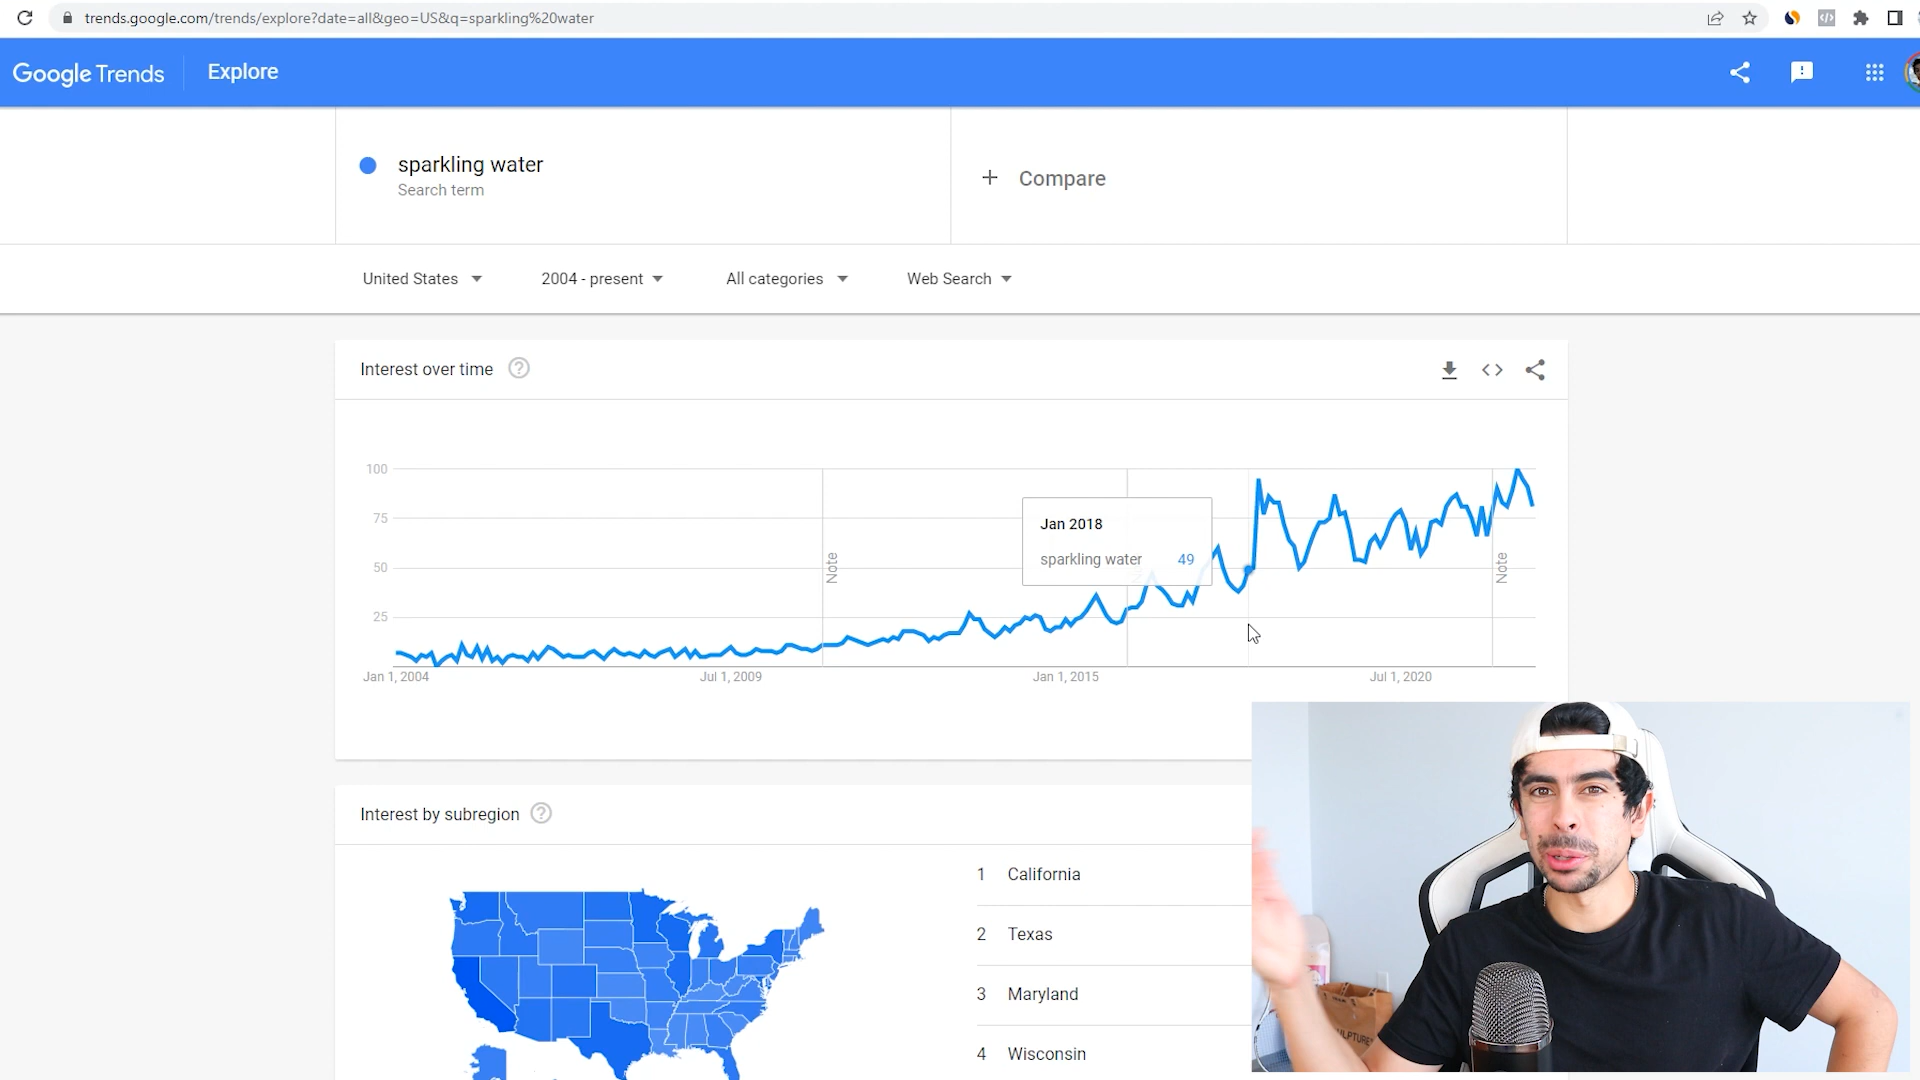 trends.google.com/trends/explore?date=all&geo=US&q=sparkling%20water
Google Trends
Explore
sparkling water
Search term
+ Compare
United States
2004 - present
All categories
Web Search
Interest over time
100
75
50
25
Note
Note
Jan 2018
sparkling water 49
Jan 1, 2004
Jul 1, 2009
Jan 1, 2015
Jul 1, 2020
Interest by subregion
1 California
2 Texas
3 Maryland
4 Wisconsin